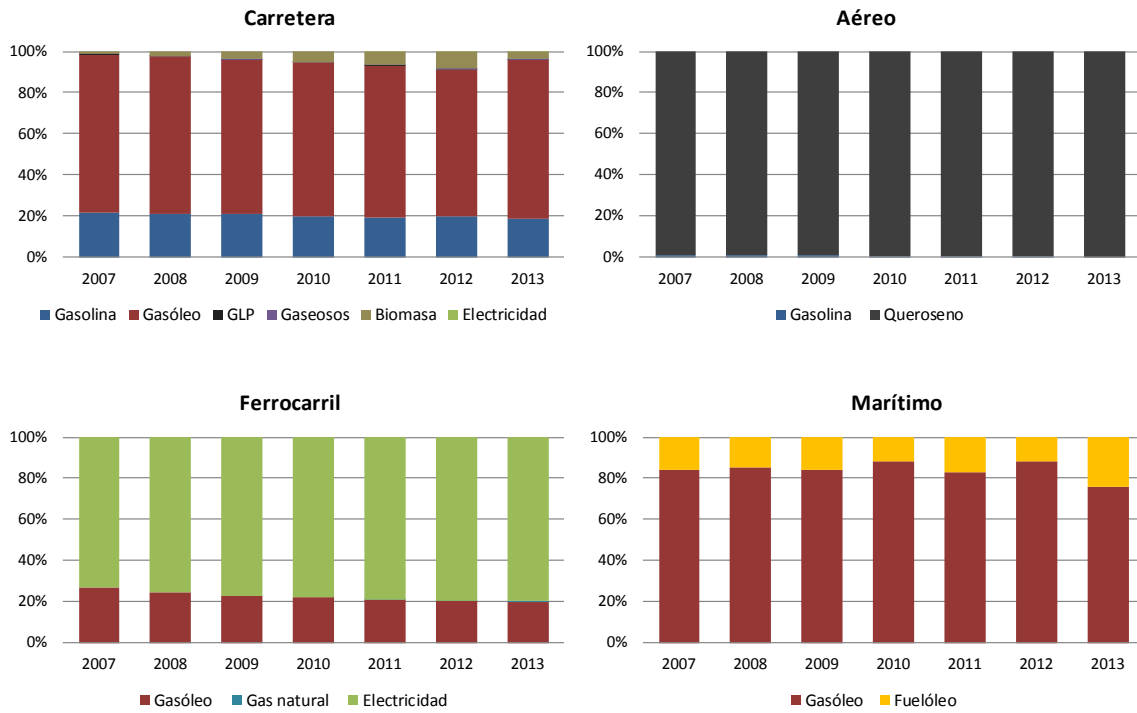 Carretera
100%
80%
60%
40%
20%
0%
2007 2008 2009 2010 2011 2012 2013
Gasolina Gasóleo GLP Gaseosos Biomasa Electricidad
Aéreo
100%
80%
60%
40%
20%
0%
2007 2008 2009 2010 2011 2012 2013
Gasolina Queroseno
Ferrocarril
100%
80%
60%
40%
20%
0%
2007 2008 2009 2010 2011 2012 2013
Gasóleo Gas natural Electricidad
Marítimo
100%
80%
60%
40%
20%
0%
2007 2008 2009 2010 2011 2012 2013
Gasóleo Fuelóleo